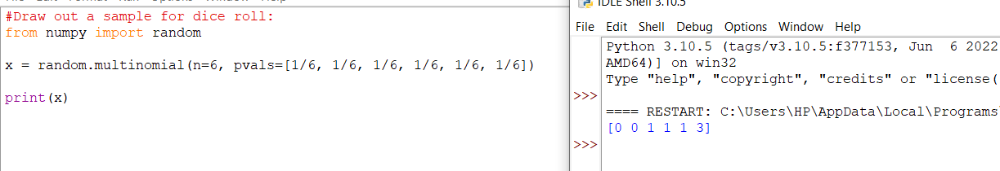 #Draw out a sample for dice roll:
from numpy import random
x = random.multinomial(n=6, pvals=[1/6, 1/6, 1/6, 1/6, 1/6, 1/6])
print(x)
IDLE Shell 3.10.5
File Edit Shell Debug Options Window Help
Python 3.10.5 (tags/v3.10.5:f377153, Jun  6 2022
AMD64)] on win32
Type "help", "copyright", "credits" or "license(
>>>
==== RESTART: C:\Users\HP\AppData\Local\Programs\
[0 0 1 1 1 3]
>>>